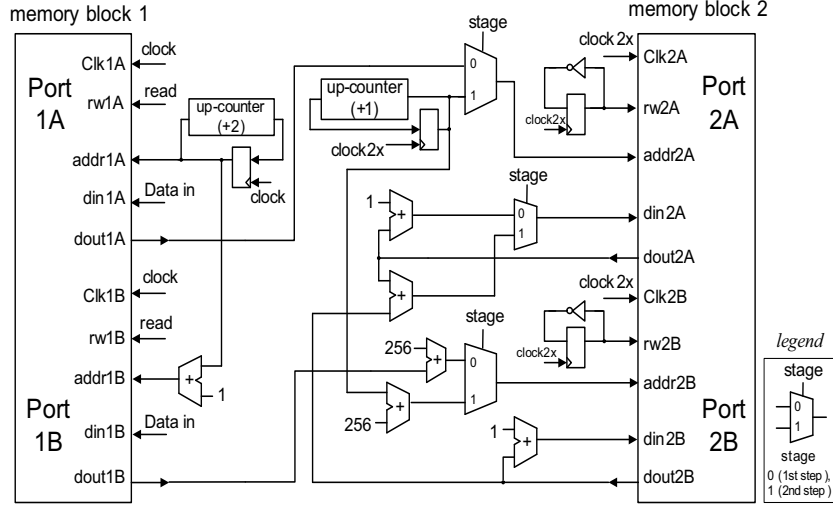 memory block 1
Port
1A
Clk1A
clock
rw1A
read
addr1A
din1A
Data in
dout1A
up-counter
(+2)
clock
Clk1B
clock
rw1B
read
addr1B
+
1
Port
1B
din1B
Data in
dout1B
stage
0
1
up-counter
(+1)
clock2x
1
+
+
stage
0
1
256
+
256
+
stage
0
1
1
+
memory block 2
Port
2A
clock 2x
Clk2A
clock2x
rw2A
addr2A
din2A
dout2A
clock 2x
Clk2B
clock2x
rw2B
addr2B
Port
2B
din2B
dout2B
legend
stage
0
1
stage
0 (1st step ),
1 (2nd step )